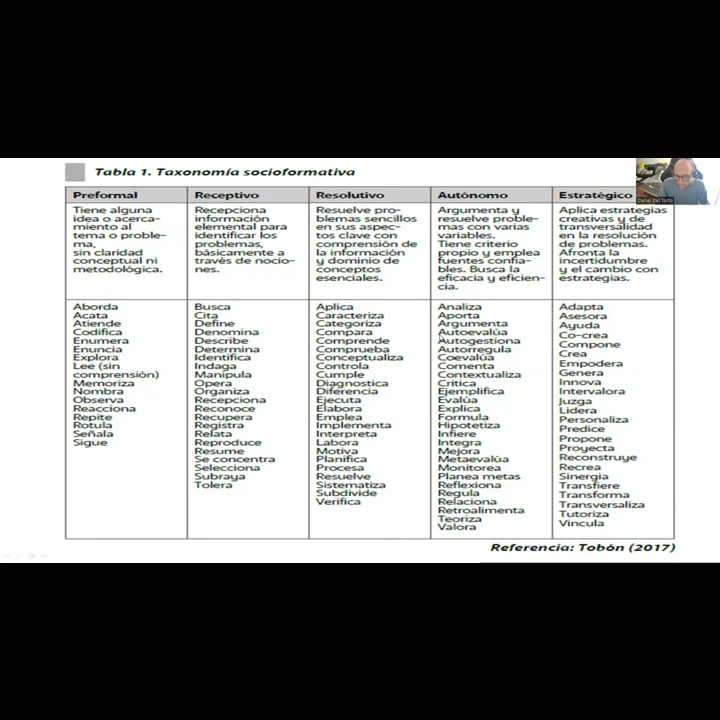 Tabla 1. Taxonomía socioformativa
Daniel Del Torto
Preformal
Tiene alguna
idea o acerca-
miento al
tema o proble-
ma,
sin claridad
conceptual ni
metodológica.
Aborda
Acata
Atiende
Codifica
Enumera
Enuncia
Explora
Lee (sin
comprensión)
Memoriza
Nombra
Observa
Reacciona
Repite
Rotula
Señala
Sigue
Receptivo
Recepciona
información
elemental para
identificar los
problemas,
básicamente a
través de nocio-
nes.
Busca
Cita
Define
Denomina
Describe
Determina
Identifica
Indaga
Manipula
Opera
Organiza
Recepciona
Reconoce
Recupera
Registra
Relata
Reproduce
Resume
Se concentra
Selecciona
Subraya
Tolera
Resolutivo
Resuelve pro-
blemas sencillos
en sus aspec-
tos clave con
comprensión de
la información
y dominio de
conceptos
esenciales.
Aplica
Caracteriza
Categoriza
Compara
Comprende
Comprueba
Conceptualiza
Controla
Cumple
Diagnostica
Diferencia
Ejecuta
Elabora
Emplea
Implementa
Interpreta
Labora
Motiva
Planifica
Procesa
Resuelve
Sistematiza
Subdivide
Verifica
Autónomo
Argumenta y
resuelve proble-
mas con varias
variables.
Tiene criterio
propio y emplea
fuentes confia-
bles. Busca la
eficacia y eficien-
cia.
Analiza
Aporta
Argumenta
Autoevalúa
Autogestiona
Autorregula
Coevalúa
Comenta
Contextualiza
Critica
Ejemplifica
Evalúa
Explica
Formula
Hipotetiza
Infiere
Integra
Mejora
Metaevalúa
Monitorea
Planea metas
Reflexiona
Regula
Relaciona
Retroalimenta
Teoriza
Valora
Estratégico
Aplica estrategias
creativas y de
transversalidad
en la resolución
de problemas.
Afronta la
incertidumbre
y el cambio con
estrategias.
Adapta
Asesora
Ayuda
Co-crea
Compone
Crea
Empodera
Genera
Innova
Intervalora
Juzga
Lidera
Personaliza
Predice
Propone
Proyecta
Reconstruye
Recrea
Sinergia
Transfiere
Transforma
Transversaliza
Tutoriza
Vincula
Referencia: Tobón (2017)